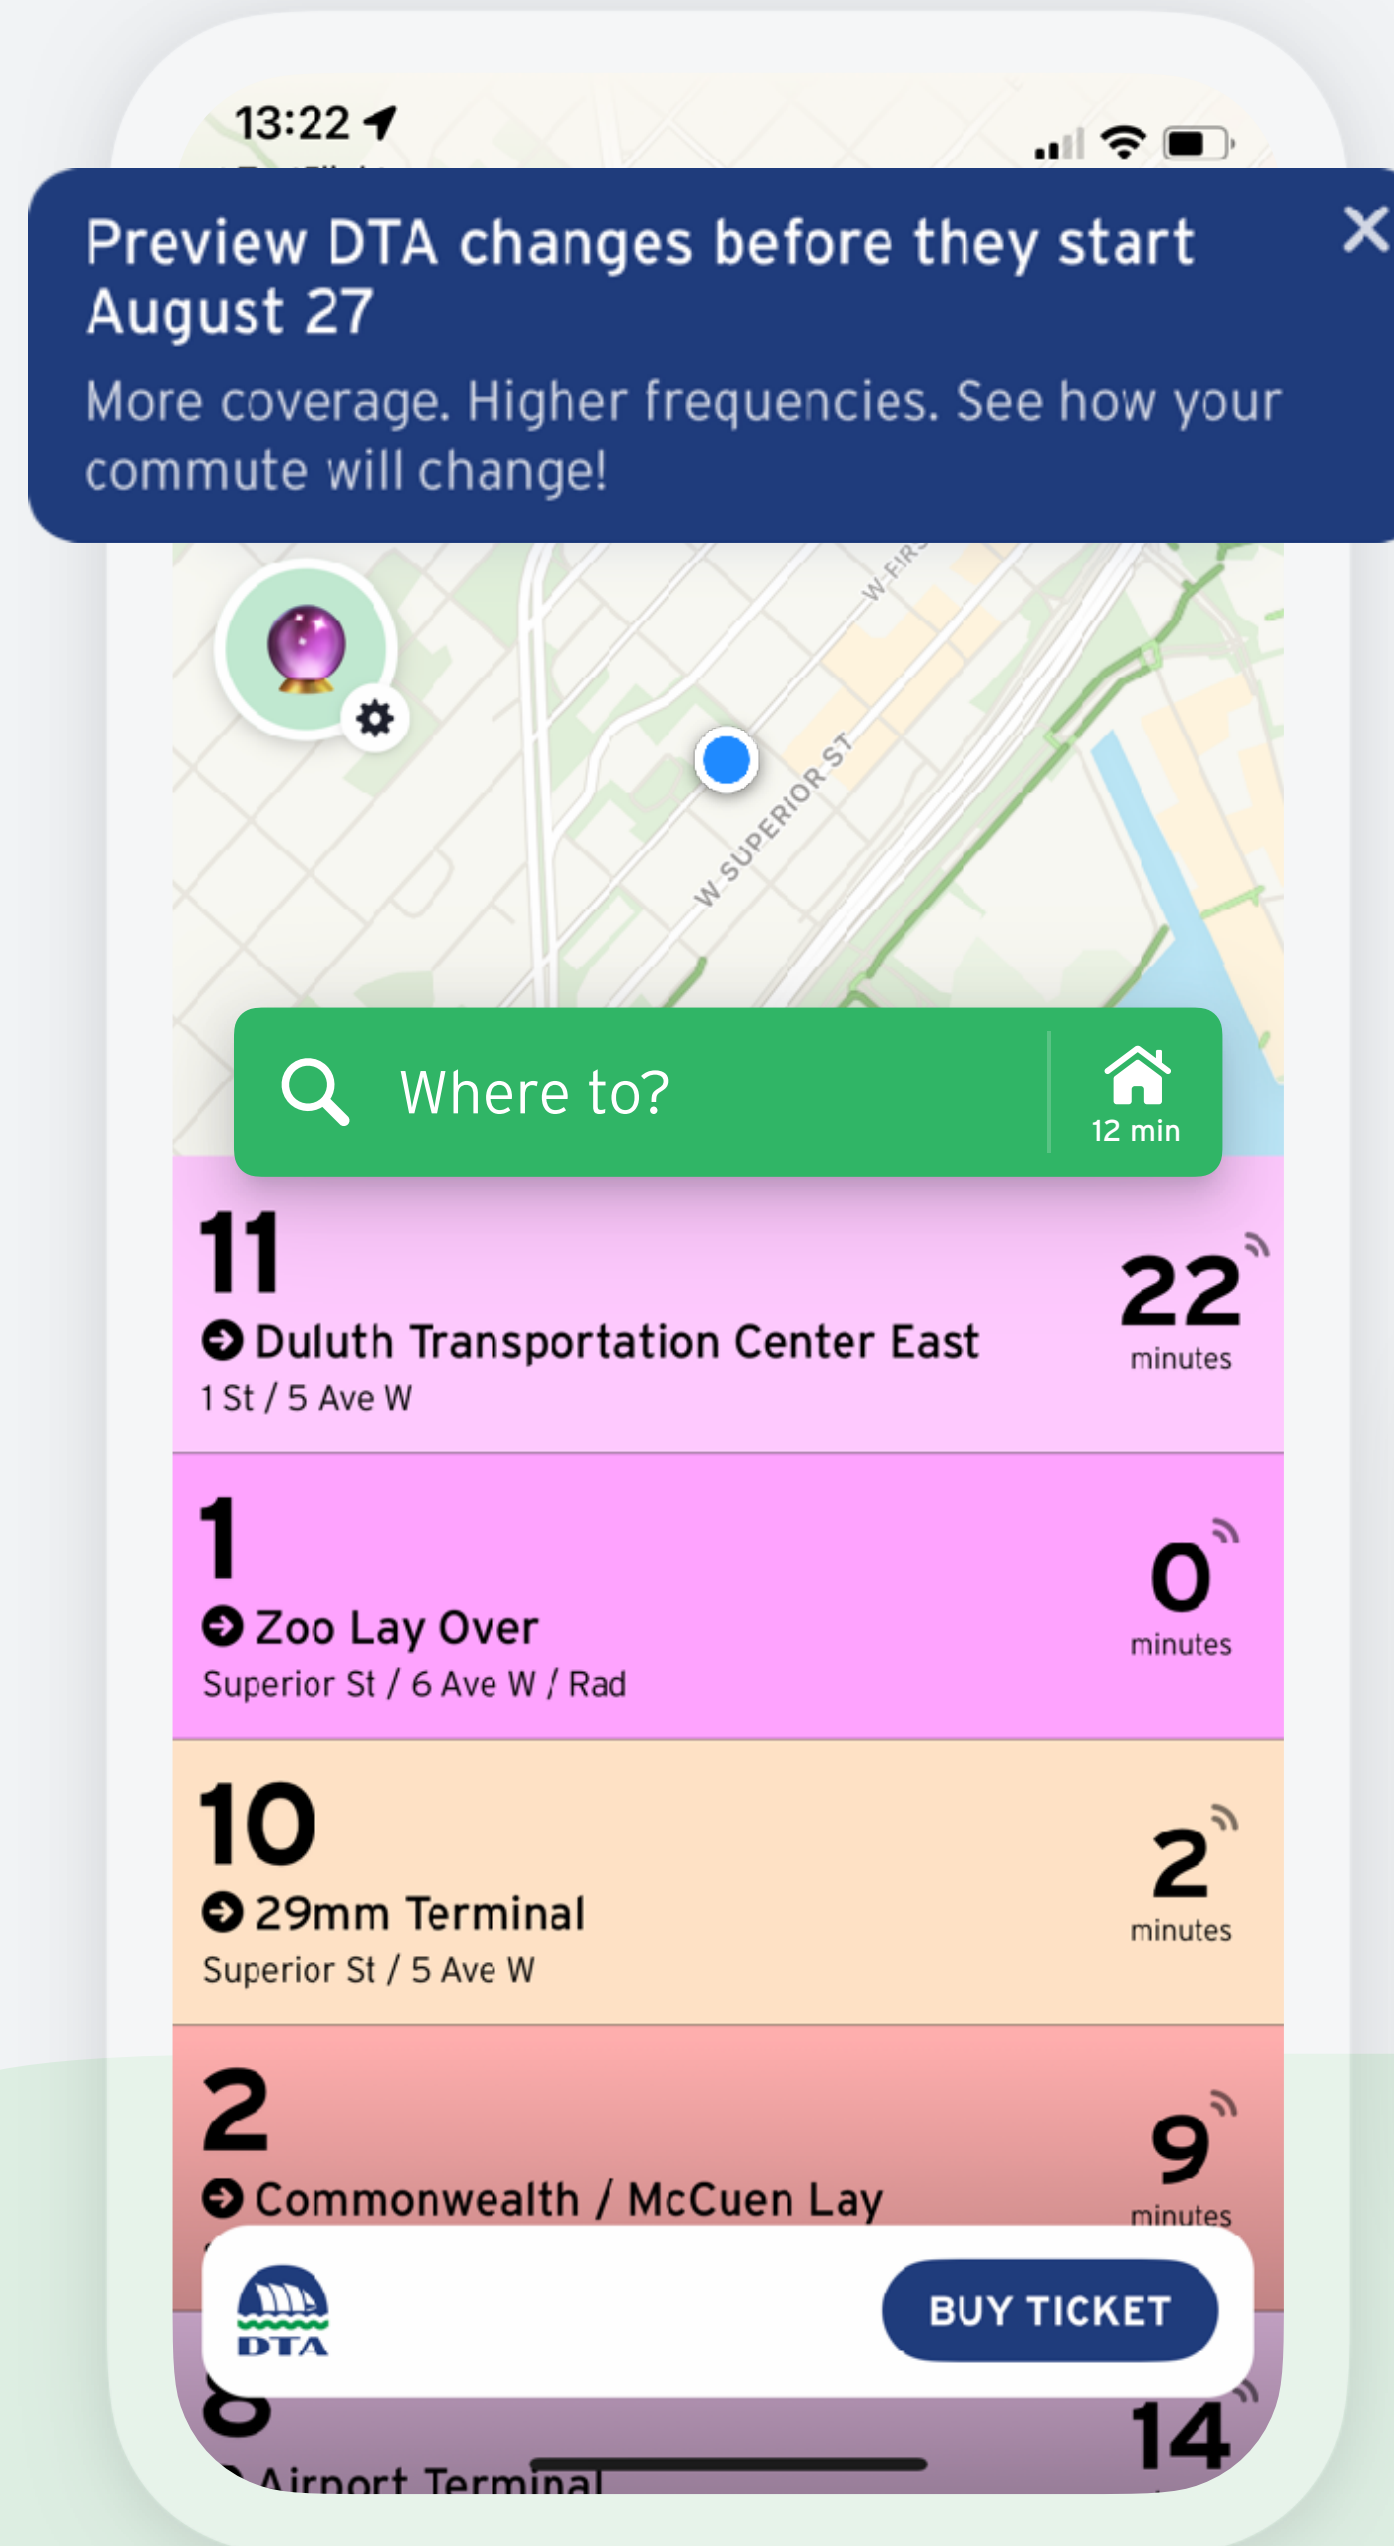 13:22
Preview DTA changes before they start
August 27
More coverage. Higher frequencies. See how your
commute will change!
W FIRS
W SUPERIOR ST
Where to?
12 min
11
Duluth Transportation Center East
1 St / 5 Ave W
22
minutes
1
Zoo Lay Over
Superior St / 6 Ave W / Rad
0
minutes
10
29mm Terminal
Superior St / 5 Ave W
2
minutes
2
Commonwealth / McCuen Lay
9
minutes
DTA
BUY TICKET
8
Airport Terminal
14